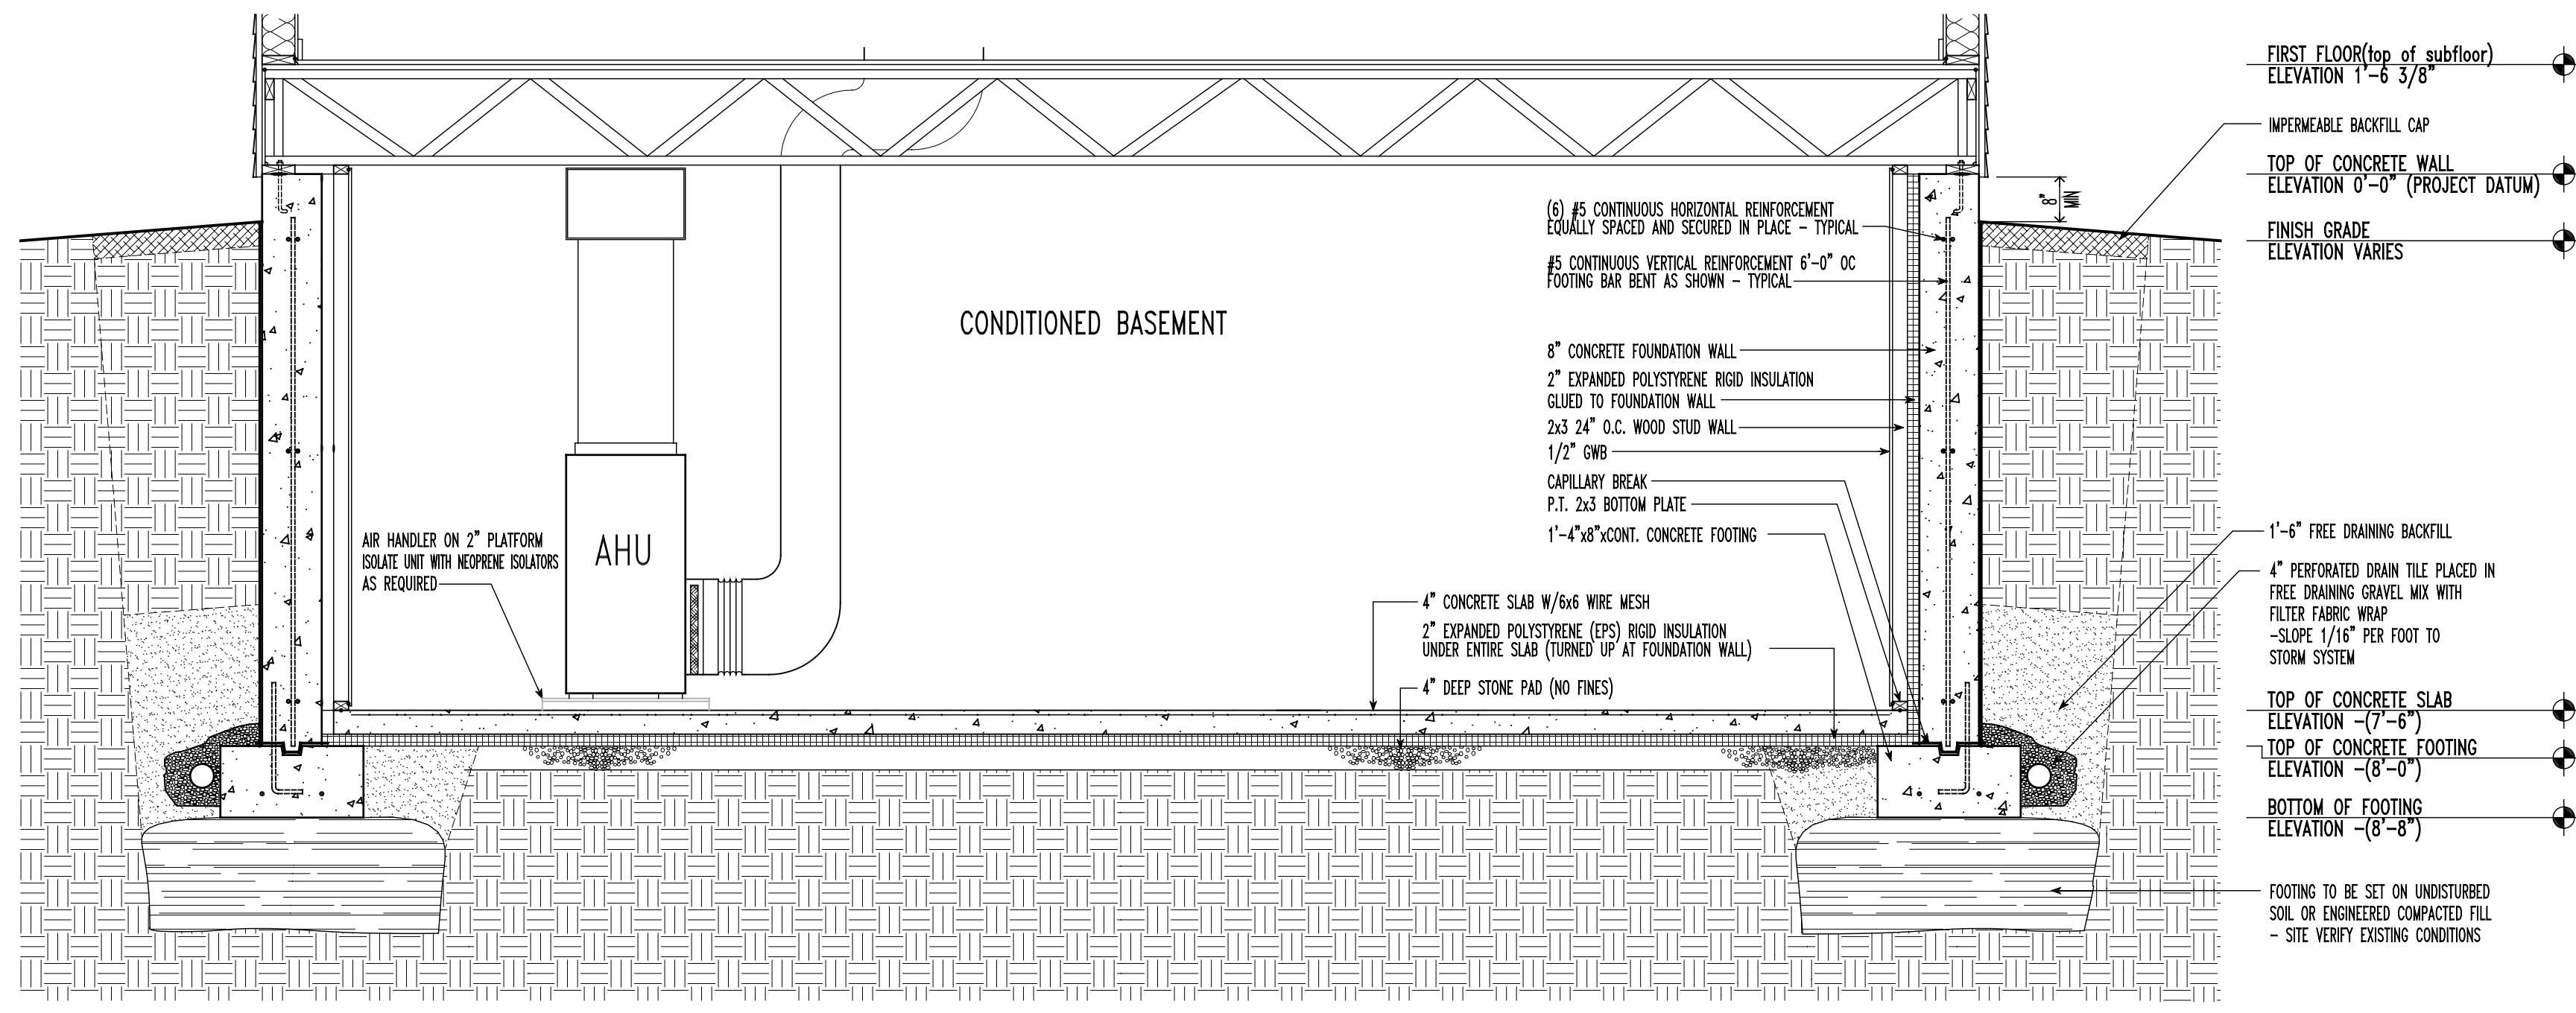 FIRST FLOOR(top of subfloor)
ELEVATION 1'-6 3/8"
IMPERMEABLE BACKFILL CAP
TOP OF CONCRETE WALL
ELEVATION 0'-0" (PROJECT DATUM)
8"
MIN
FINISH GRADE
ELEVATION VARIES
(6) #5 CONTINUOUS HORIZONTAL REINFORCEMENT
EQUALLY SPACED AND SECURED IN PLACE - TYPICAL
#5 CONTINUOUS VERTICAL REINFORCEMENT 6'-0" OC
FOOTING BAR BENT AS SHOWN - TYPICAL
CONDITIONED BASEMENT
8" CONCRETE FOUNDATION WALL
2" EXPANDED POLYSTYRENE RIGID INSULATION
GLUED TO FOUNDATION WALL
2x3 24" O.C. WOOD STUD WALL
1/2" GWB
CAPILLARY BREAK
P.T. 2x3 BOTTOM PLATE
1'-4"x8"xCONT. CONCRETE FOOTING
AIR HANDLER ON 2" PLATFORM
ISOLATE UNIT WITH NEOPRENE ISOLATORS
AS REQUIRED
AHU
4" CONCRETE SLAB W/6x6 WIRE MESH
2" EXPANDED POLYSTYRENE (EPS) RIGID INSULATION
UNDER ENTIRE SLAB (TURNED UP AT FOUNDATION WALL)
4" DEEP STONE PAD (NO FINES)
1'-6" FREE DRAINING BACKFILL
4" PERFORATED DRAIN TILE PLACED IN
FREE DRAINING GRAVEL MIX WITH
FILTER FABRIC WRAP
-SLOPE 1/16" PER FOOT TO
STORM SYSTEM
TOP OF CONCRETE SLAB
ELEVATION -(7'-6")
TOP OF CONCRETE FOOTING
ELEVATION -(8'-0")
BOTTOM OF FOOTING
ELEVATION -(8'-8")
FOOTING TO BE SET ON UNDISTURBED
SOIL OR ENGINEERED COMPACTED FILL
- SITE VERIFY EXISTING CONDITIONS